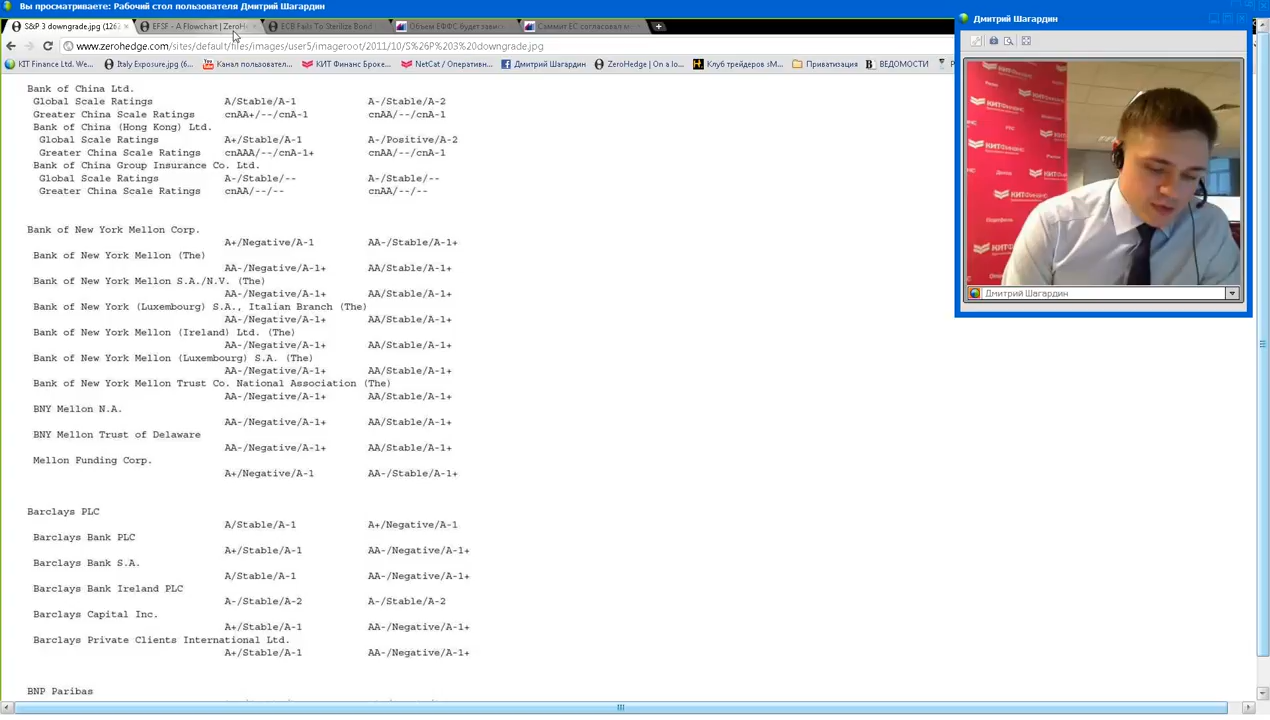 Вы просматриваете: Рабочий стол пользователя Дмитрий Шагардин
S&P 3 downgrade.jpg (1262
EFSF - A Flowchart | ZeroHe
ECB Fails To Sterilize Bond
Объем ЕФФС будет зави
Саммит ЕС согласовал м
www.zerohedge.com/sites/default/files/images/user5/imageroot/2011/10/S%26P%203%20downgrade.jpg
KIT Finance Ltd, We...
Italy Exposure.jpg (6...
Канал пользовател...
КИТ Финанс Броке...
NetCat / Оператив...
Дмитрий Шагардин
ZeroHedge | On a lo...
Клуб трейдеров sM...
Приватизация
ВЕДОМОСТИ
Bank of China Ltd.
Global Scale Ratings A/Stable/A-1 A-/Stable/A-2
Greater China Scale Ratings cnAA+/--/cnA-1 cnAA/--/cnA-1
Bank of China (Hong Kong) Ltd.
Global Scale Ratings A+/Stable/A-1 A-/Positive/A-2
Greater China Scale Ratings cnAAA/--/cnA-1+ cnAA/--/cnA-1
Bank of China Group Insurance Co. Ltd.
Global Scale Ratings A-/Stable/-- A-/Stable/--
Greater China Scale Ratings cnAA/--/-- cnAA/--/--
Bank of New York Mellon Corp.
A+/Negative/A-1 AA-/Stable/A-1+
Bank of New York Mellon (The)
AA-/Negative/A-1+ AA/Stable/A-1+
Bank of New York Mellon S.A./N.V. (The)
AA-/Negative/A-1+ AA/Stable/A-1+
Bank of New York (Luxembourg) S.A., Italian Branch (The)
AA-/Negative/A-1+ AA/Stable/A-1+
Bank of New York Mellon (Ireland) Ltd. (The)
AA-/Negative/A-1+ AA/Stable/A-1+
Bank of New York Mellon (Luxembourg) S.A. (The)
AA-/Negative/A-1+ AA/Stable/A-1+
Bank of New York Mellon Trust Co. National Association (The)
AA-/Negative/A-1+ AA/Stable/A-1+
BNY Mellon N.A.
AA-/Negative/A-1+ AA/Stable/A-1+
BNY Mellon Trust of Delaware
AA-/Negative/A-1+ AA/Stable/A-1+
Mellon Funding Corp.
A+/Negative/A-1 AA-/Stable/A-1+
Barclays PLC
A/Stable/A-1 A+/Negative/A-1
Barclays Bank PLC
A+/Stable/A-1 AA-/Negative/A-1+
Barclays Bank S.A.
A/Stable/A-1 AA-/Negative/A-1+
Barclays Bank Ireland PLC
A-/Stable/A-2 A-/Stable/A-2
Barclays Capital Inc.
A+/Stable/A-1 AA-/Negative/A-1+
Barclays Private Clients International Ltd.
A+/Stable/A-1 AA-/Negative/A-1+
BNP Paribas
Дмитрий Шагардин
КИТФинанс
Дмитрий Шагардин